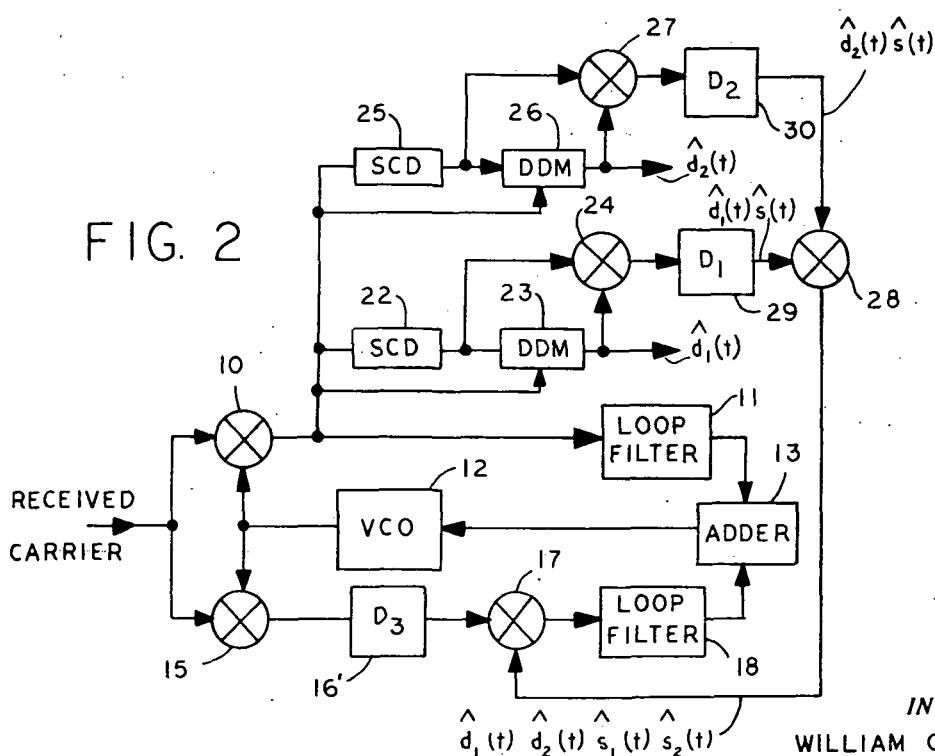 27
D2
30
d̂2(t) ŝ(t)
25
SCD
26
DDM
d̂2(t)
FIG. 2
24
D1
29
d̂1(t) ŝ(t)
28
22
SCD
23
DDM
d̂1(t)
10
11
LOOP
FILTER
RECEIVED
CARRIER
12
VCO
13
ADDER
15
D3
16'
17
LOOP
FILTER
18
d̂1(t) d̂2(t) ŝ1(t) ŝ2(t)
IN
WILLIAM C